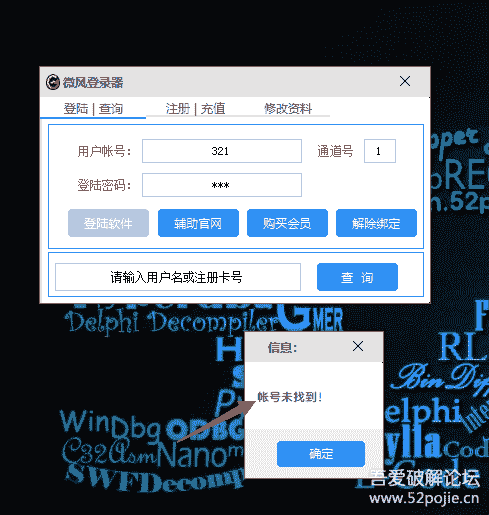 微风登录器
登陆 | 查询
注册 | 充值
修改资料
用户帐号：
321
通道号
1
登陆密码：
***
登陆软件
辅助官网
购买会员
解除绑定
请输入用户名或注册卡号
查 询
Delphi Decompiler
GMER
信息：
帐号未找到！
确定
WinDbg
C32Asm
Nano
SWFDecomp
吾爱破解论坛
www.52pojie.cn